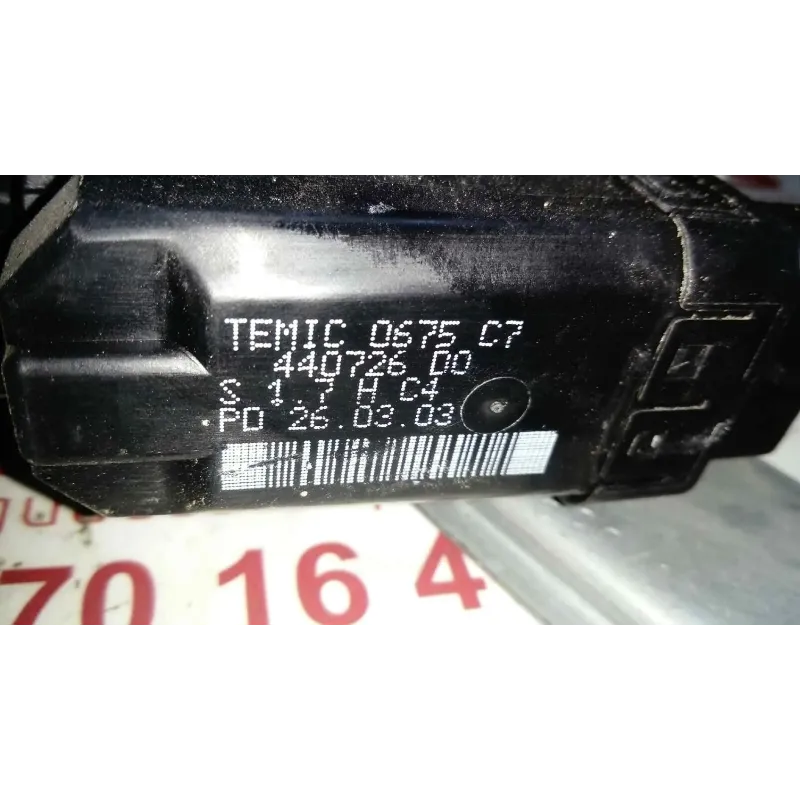 TEMIC 0675 C7
440726 D0
S 1.7 H C4
PD 26.03.03
70 16 4